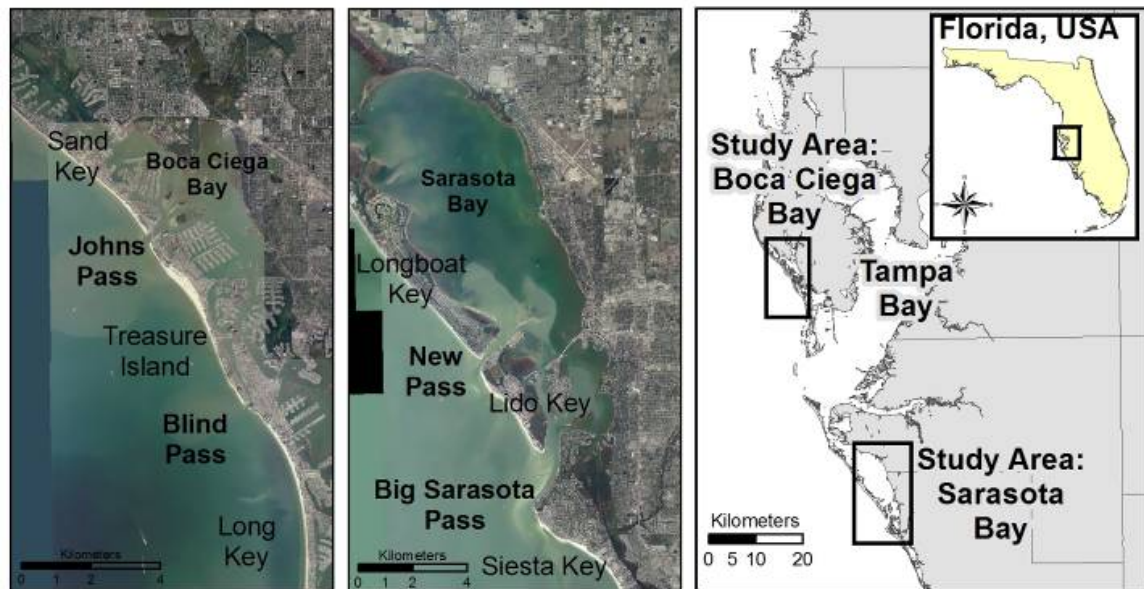 Sand
Key
Boca Ciega
Bay
Johns
Pass
Treasure
Island
Blind
Pass
Long
Key
Kilometers
0 1 2 4
Sarasota
Bay
Longboat
Key
New
Pass
Lido Key
Big Sarasota
Pass
Siesta Key
Kilometers
0 1 2 4
Florida, USA
Study Area:
Boca Ciega
Bay
Tampa
Bay
Study Area:
Sarasota
Bay
Kilometers
0 5 10 20